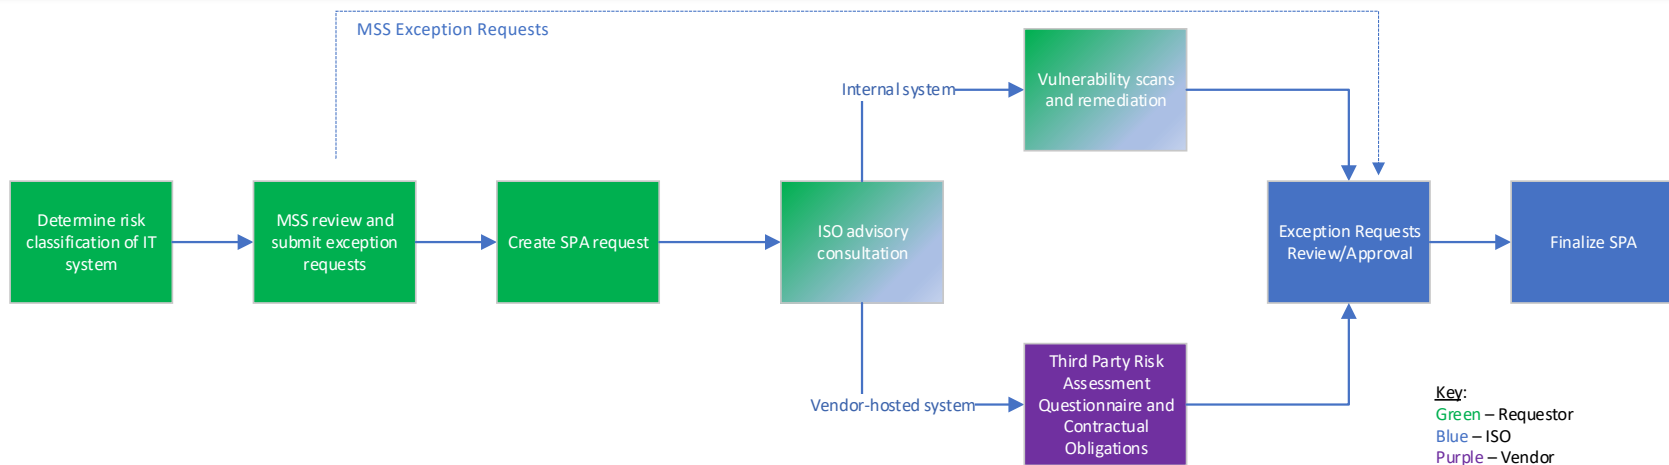 MSS Exception Requests
Determine risk
classification of IT
system
MSS review and
submit exception
requests
Create SPA request
ISO advisory
consultation
Internal system
Vulnerability scans
and remediation
Vendor-hosted system
Third Party Risk
Assessment
Questionnaire and
Contractual
Obligations
Exception Requests
Review/Approval
Finalize SPA
Key:
Green – Requestor
Blue – ISO
Purple – Vendor